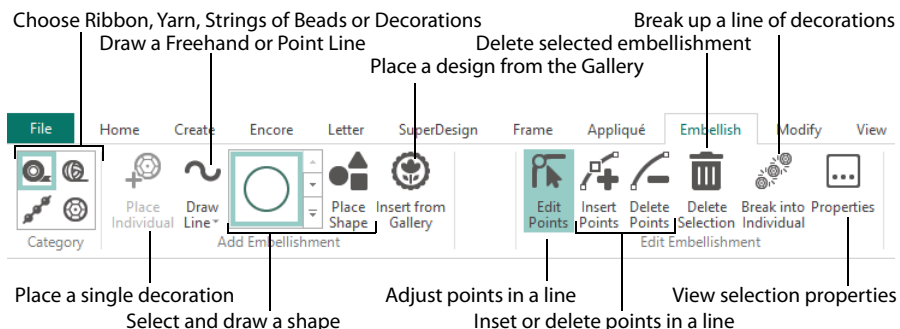 Choose Ribbon, Yarn, Strings of Beads or Decorations
Break up a line of decorations
Draw a Freehand or Point Line
Delete selected embellishment
Place a design from the Gallery
File Home Create Encore Letter SuperDesign Frame Appliqué Embellish Modify View
Place Individual
Draw Line
Place Shape
Insert from Gallery
Edit Points
Insert Points
Delete Points
Delete Selection
Break into Individual
Properties
Category
Add Embellishment
Edit Embellishment
Place a single decoration
Adjust points in a line
View selection properties
Select and draw a shape
Inset or delete points in a line